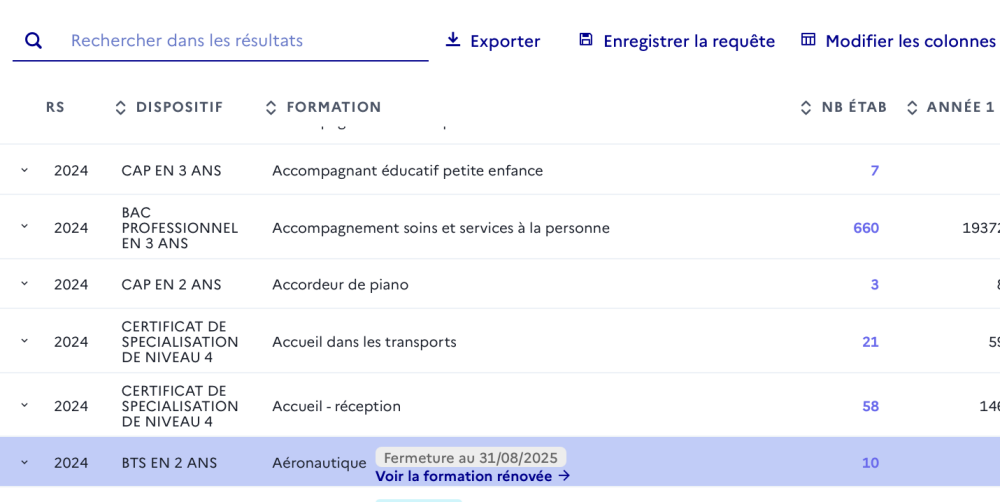 Rechercher dans les résultats Exporter Enregistrer la requête Modifier les colonnes
RS DISPOSITIF FORMATION NB ÉTAB ANNÉE 1
2024 CAP EN 3 ANS Accompagnant éducatif petite enfance 7
BAC
PROFESSIONNEL
2024 EN 3 ANS Accompagnement soins et services à la personne 660 19372
2024 CAP EN 2 ANS Accordeur de piano 3 8
CERTIFICAT DE
SPECIALISATION
2024 DE NIVEAU 4 Accueil dans les transports 21 59
CERTIFICAT DE
SPECIALISATION
2024 DE NIVEAU 4 Accueil - réception 58 146
2024 BTS EN 2 ANS Aéronautique Fermeture au 31/08/2025 10
Voir la formation rénovée